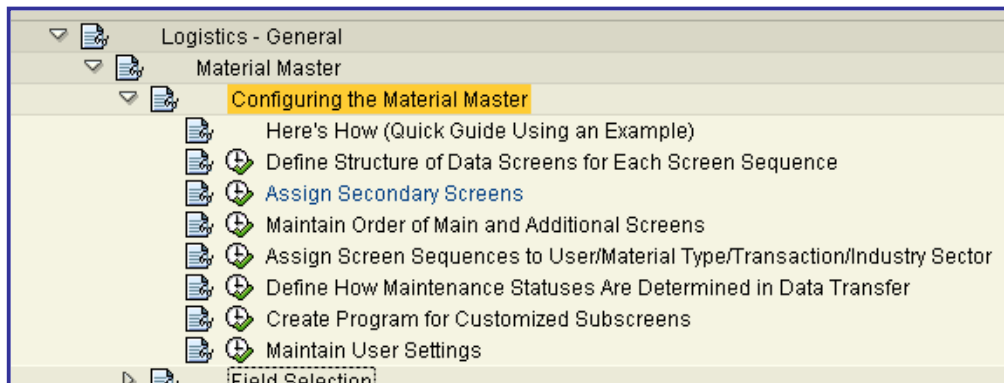 Logistics - General
Material Master
Configuring the Material Master
Here's How (Quick Guide Using an Example)
Define Structure of Data Screens for Each Screen Sequence
Assign Secondary Screens
Maintain Order of Main and Additional Screens
Assign Screen Sequences to User/Material Type/Transaction/Industry Sector
Define How Maintenance Statuses Are Determined in Data Transfer
Create Program for Customized Subscreens
Maintain User Settings
Field Selection